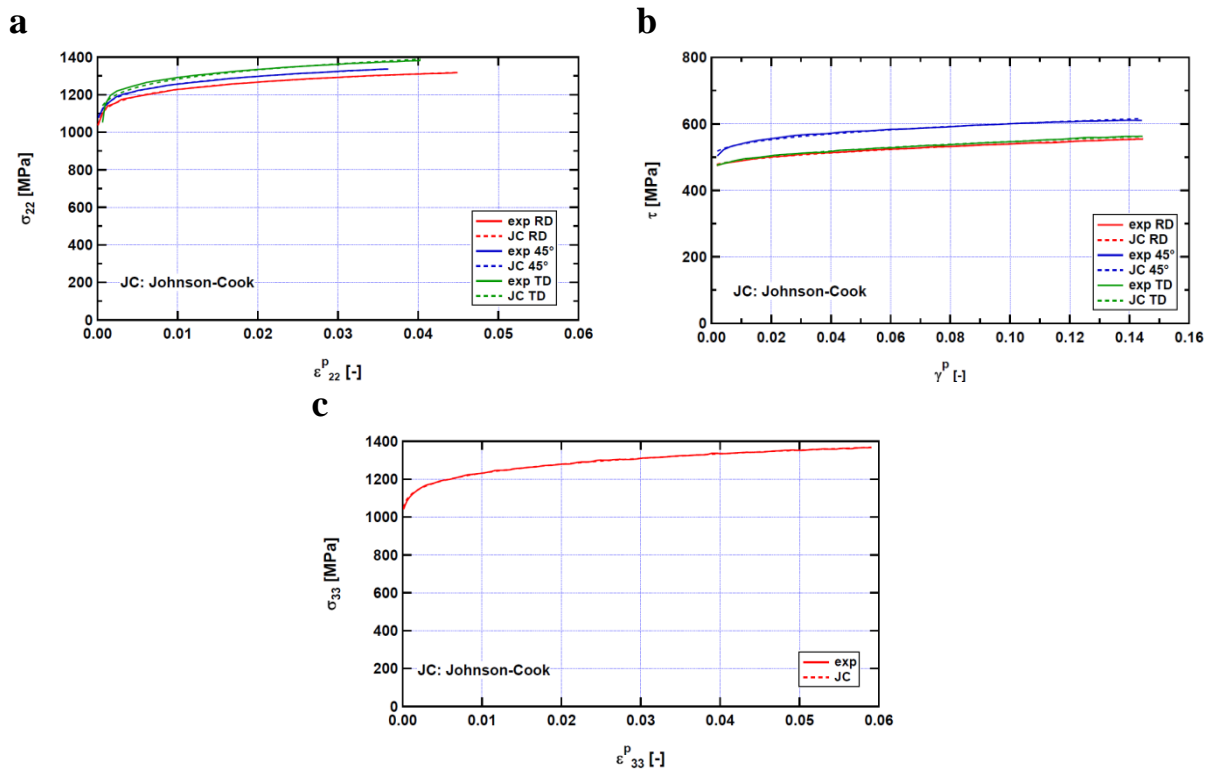 a
1400
1200
1000
800
600
400
200
0
σ22 [MPa]
exp RD
JC RD
exp 45°
JC 45°
exp TD
JC TD
JC: Johnson-Cook
0.00 0.01 0.02 0.03 0.04 0.05 0.06
ε^p_22 [-]
b
800
600
400
200
0
τ [MPa]
exp RD
JC RD
exp 45°
JC 45°
exp TD
JC TD
JC: Johnson-Cook
0.00 0.02 0.04 0.06 0.08 0.10 0.12 0.14 0.16
γ^p [-]
c
1400
1200
1000
800
600
400
200
0
σ33 [MPa]
exp
JC
JC: Johnson-Cook
0.00 0.01 0.02 0.03 0.04 0.05 0.06
ε^p_33 [-]